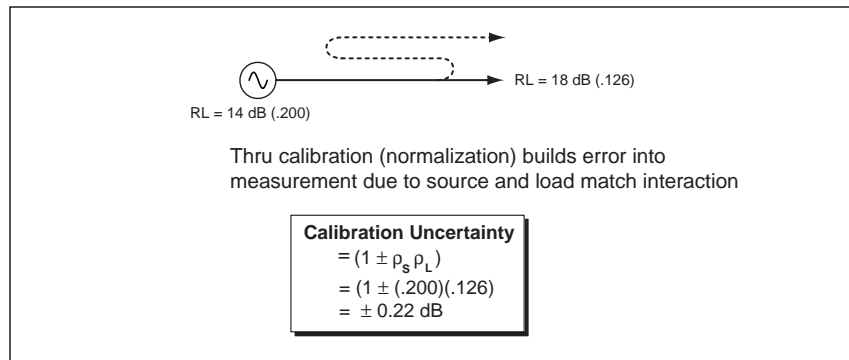 RL = 18 dB (.126)
RL = 14 dB (.200)
Thru calibration (normalization) builds error into
measurement due to source and load match interaction
Calibration Uncertainty
= (1 ± ρS ρL)
= (1 ± (.200)(.126)
= ± 0.22 dB